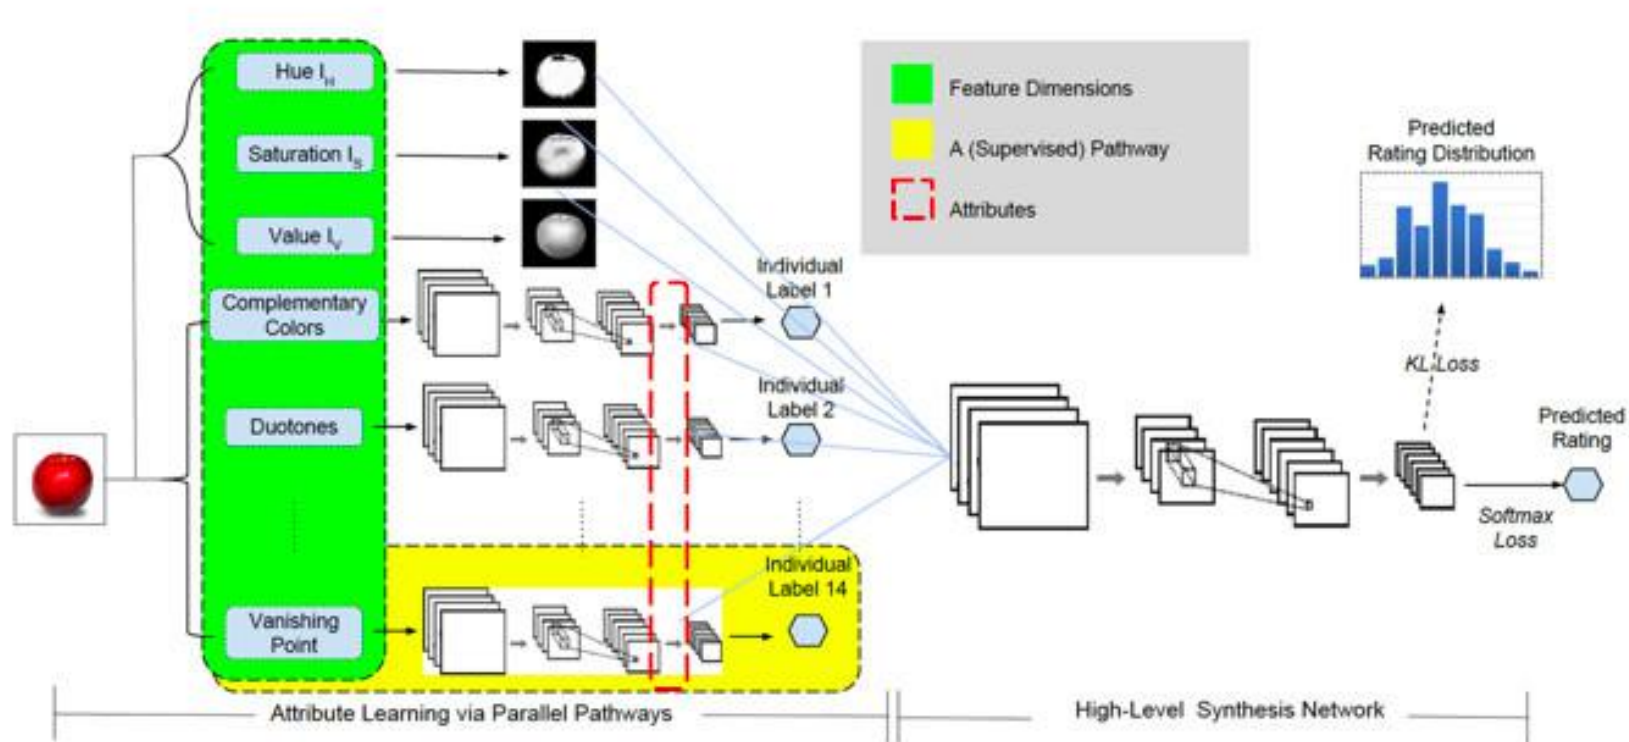 Hue I_H
Saturation I_S
Value I_V
Complementary
Colors
Duotones
Vanishing
Point
Individual
Label 1
Individual
Label 2
Individual
Label 14
Feature Dimensions
A (Supervised) Pathway
Attributes
Predicted
Rating Distribution
KL Loss
Predicted
Rating
Softmax
Loss
Attribute Learning via Parallel Pathways
High-Level Synthesis Network